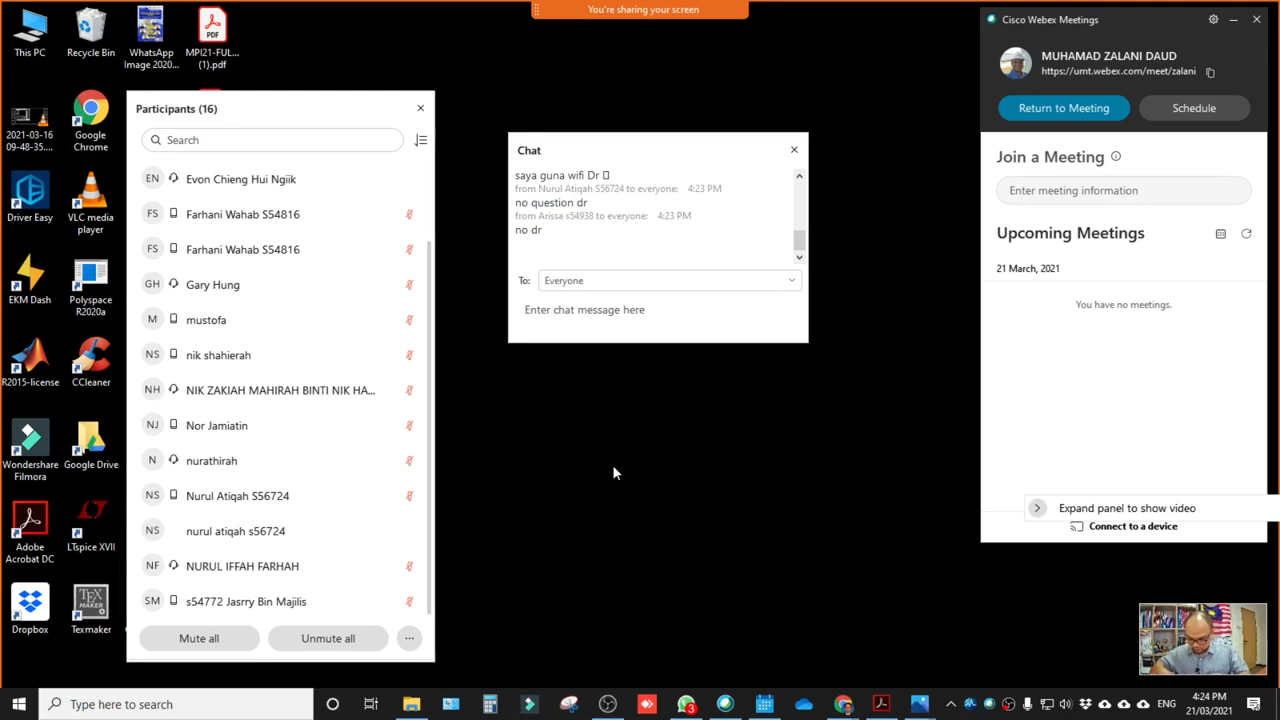 You're sharing your screen
This PC
Recycle Bin
WhatsApp
Image 2020...
MPI21-FUL...
(1).pdf
2021-03-16
09-48-35....
Google
Chrome
Driver Easy
VLC media
player
EKM Dash
Polyspace
R2020a
R2015-license
CCleaner
Wondershare
Filmora
Google Drive
Adobe
Acrobat DC
LTspice XVII
Dropbox
TEX
MAKER
Texmaker
PDF
Participants (16)
Search
EN Evon Chieng Hui Ngiik
FS Farhani Wahab S54816
FS Farhani Wahab S54816
GH Gary Hung
M mustofa
NS nik shahierah
NH NIK ZAKIAH MAHIRAH BINTI NIK HA...
NJ Nor Jamiatin
N nurathirah
NS Nurul Atiqah S56724
NS nurul atiqah s56724
NF NURUL IFFAH FARHAH
SM s54772 Jasrry Bin Majilis
Mute all Unmute all ...
Chat
saya guna wifi Dr
from Nurul Atiqah S56724 to everyone: 4:23 PM
no question dr
from Arissa s54938 to everyone: 4:23 PM
no dr
To: Everyone
Enter chat message here
Cisco Webex Meetings
MUHAMAD ZALANI DAUD
https://umt.webex.com/meet/zalani
Return to Meeting Schedule
Join a Meeting
Enter meeting information
Upcoming Meetings
21 March, 2021
You have no meetings.
Expand panel to show video
Connect to a device
Type here to search
3
ENG
4:24 PM
21/03/2021